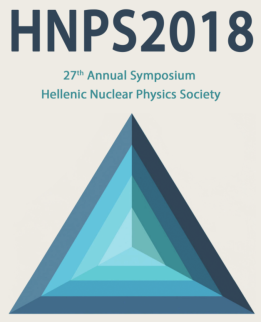 HNPS2018
27th Annual Symposium
Hellenic Nuclear Physics Society